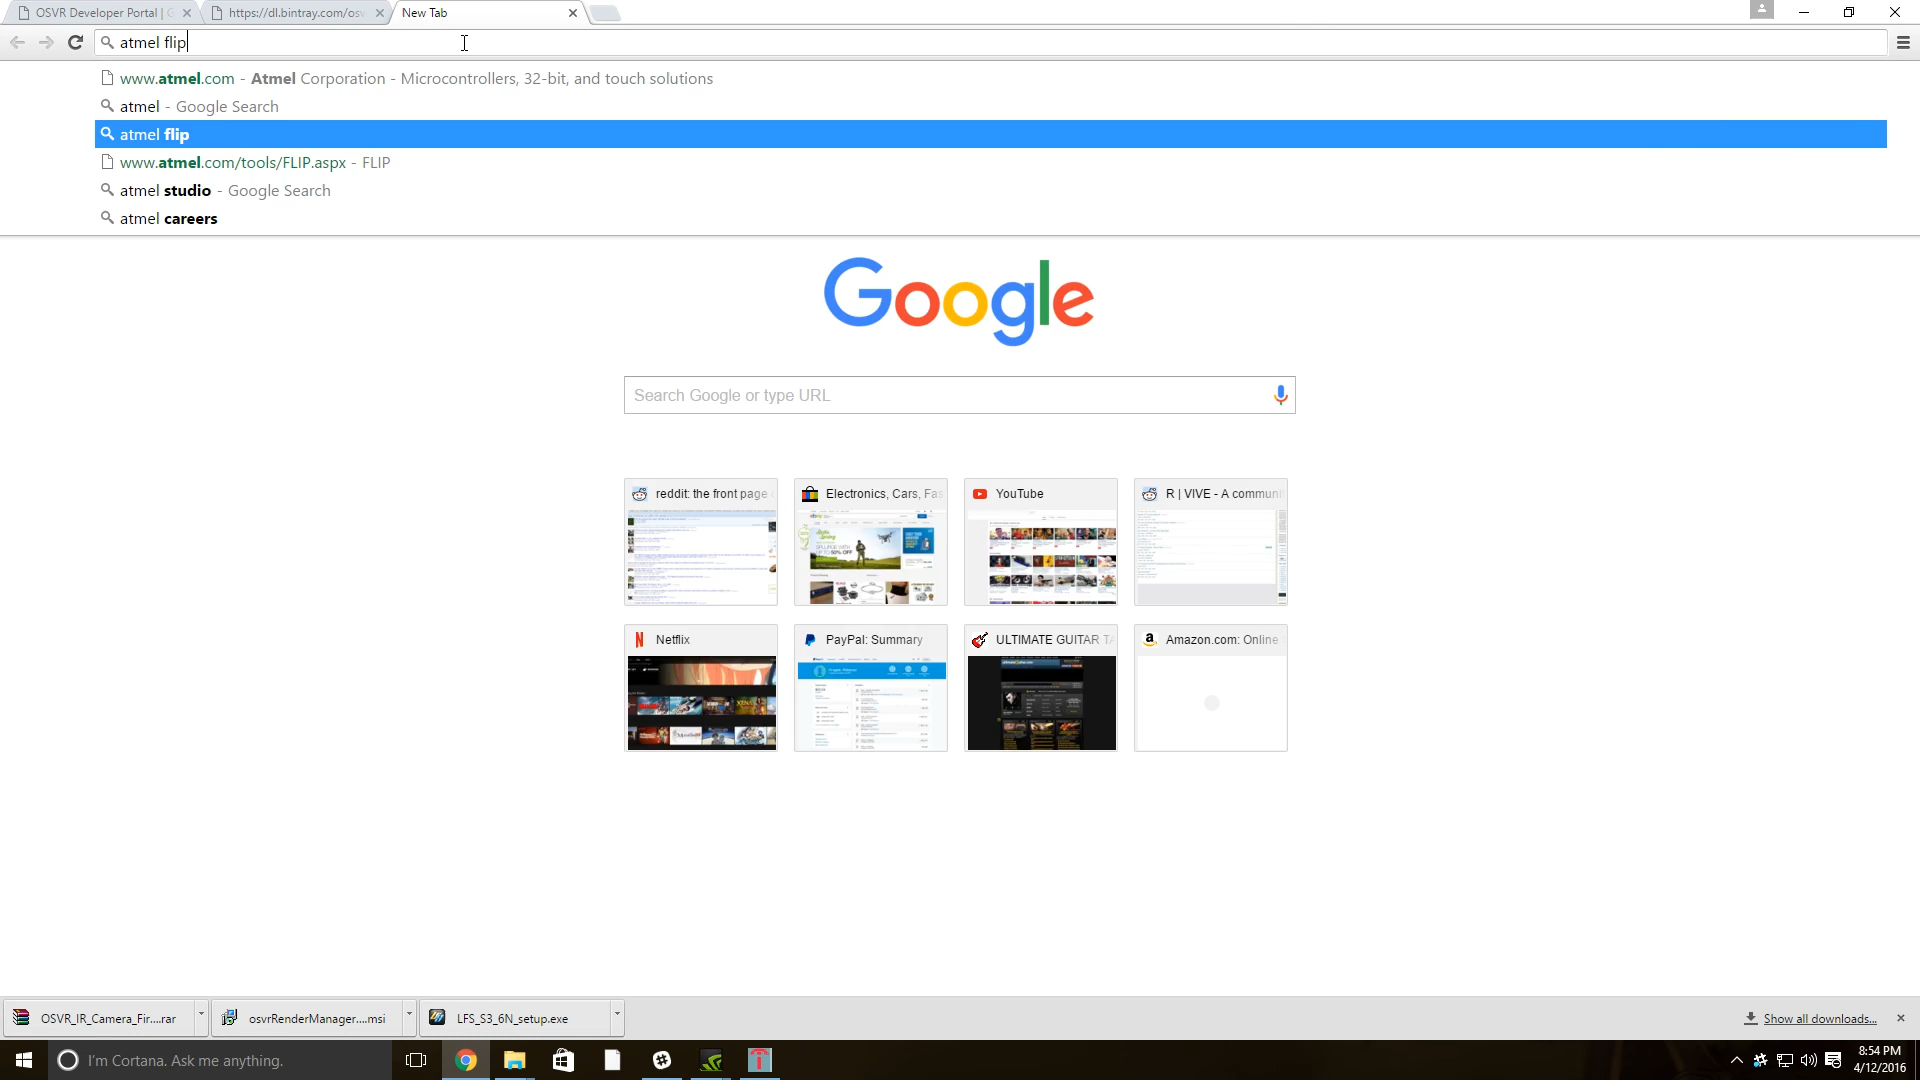 OSVR Developer Portal | G
https://dl.bintray.com/osv
New Tab
atmel flip
www.atmel.com - Atmel Corporation - Microcontrollers, 32-bit, and touch solutions
atmel - Google Search
atmel flip
www.atmel.com/tools/FLIP.aspx - FLIP
atmel studio - Google Search
atmel careers
Google
Search Google or type URL
reddit: the front page
Electronics, Cars, Fas
YouTube
R | VIVE - A commun
Netflix
PayPal: Summary
ULTIMATE GUITAR TA
Amazon.com: Online
OSVR_IR_Camera_Fir....rar
osvrRenderManager....msi
LFS_S3_6N_setup.exe
Show all downloads...
I'm Cortana. Ask me anything.
8:54 PM
4/12/2016